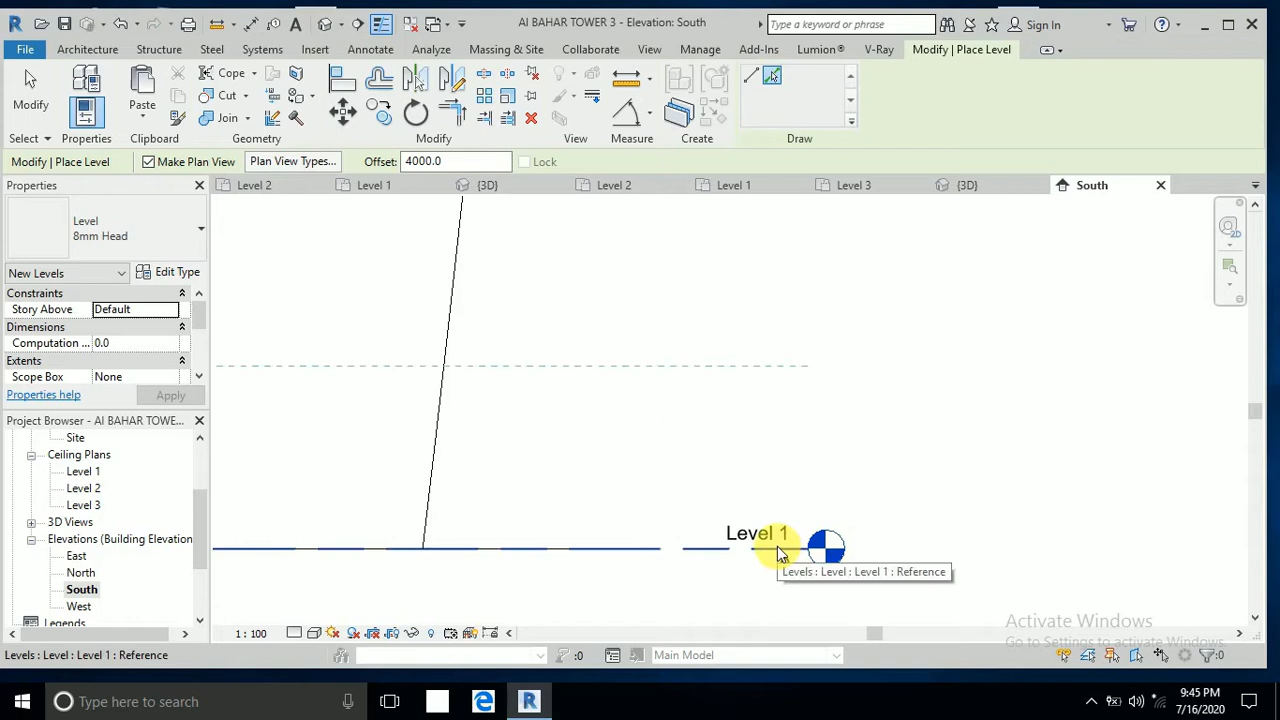 AI BAHAR TOWER 3 - Elevation: South
Type a keyword or phrase
Sign In
File
Architecture
Structure
Steel
Systems
Insert
Annotate
Analyze
Massing & Site
Collaborate
View
Manage
Add-Ins
Lumion®
V-Ray
Modify | Place Level
Modify
Paste
Cope
Cut
Join
Select
Properties
Clipboard
Geometry
Modify
View
Measure
Create
Draw
Modify | Place Level
Make Plan View
Plan View Types...
Offset:
4000.0
Lock
Properties
Level 2
Level 1
{3D}
Level 2
Level 1
Level 3
{3D}
South
Level
8mm Head
2D
New Levels
Edit Type
Constraints
Story Above
Default
Dimensions
Computation ...
0.0
Extents
Scope Box
None
Properties help
Apply
Project Browser - AI BAHAR TOWE...
Site
Ceiling Plans
Level 1
Level 2
Level 3
3D Views
Elevations (Building Elevation
East
North
South
West
Legends
Level 1
Levels : Level : Level 1 : Reference
Activate Windows
Go to Settings to activate Windows.
1 : 100
Levels : Level : Level 1 : Reference
:0
Main Model
:0
Type here to search
9:45 PM
7/16/2020